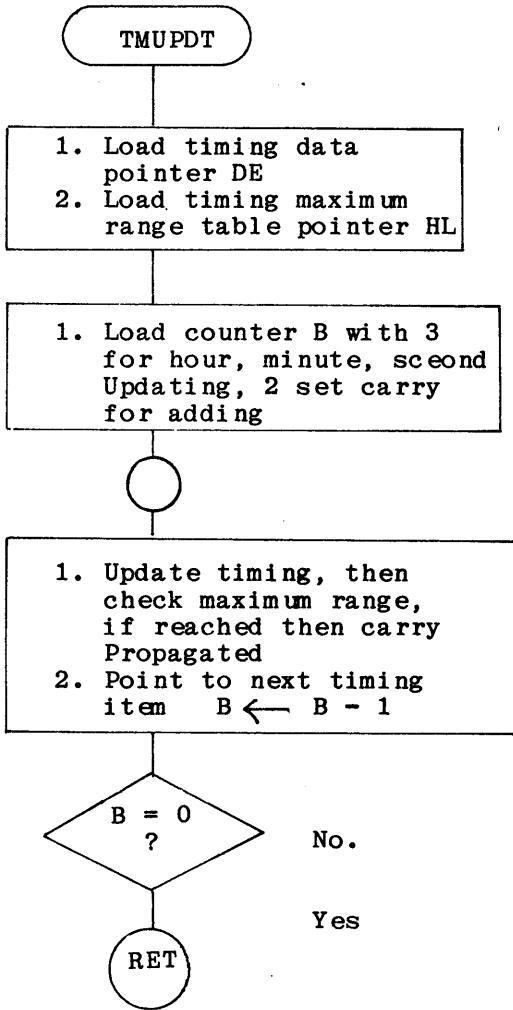 TMUPDT
1. Load timing data
pointer DE
2. Load timing maximum
range table pointer HL
1. Load counter B with 3
for hour, minute, sceond
Updating, 2 set carry
for adding
1. Update timing, then
check maximum range,
if reached then carry
Propagated
2. Point to next timing
item B ← B - 1
B = 0
?
No.
Yes
RET